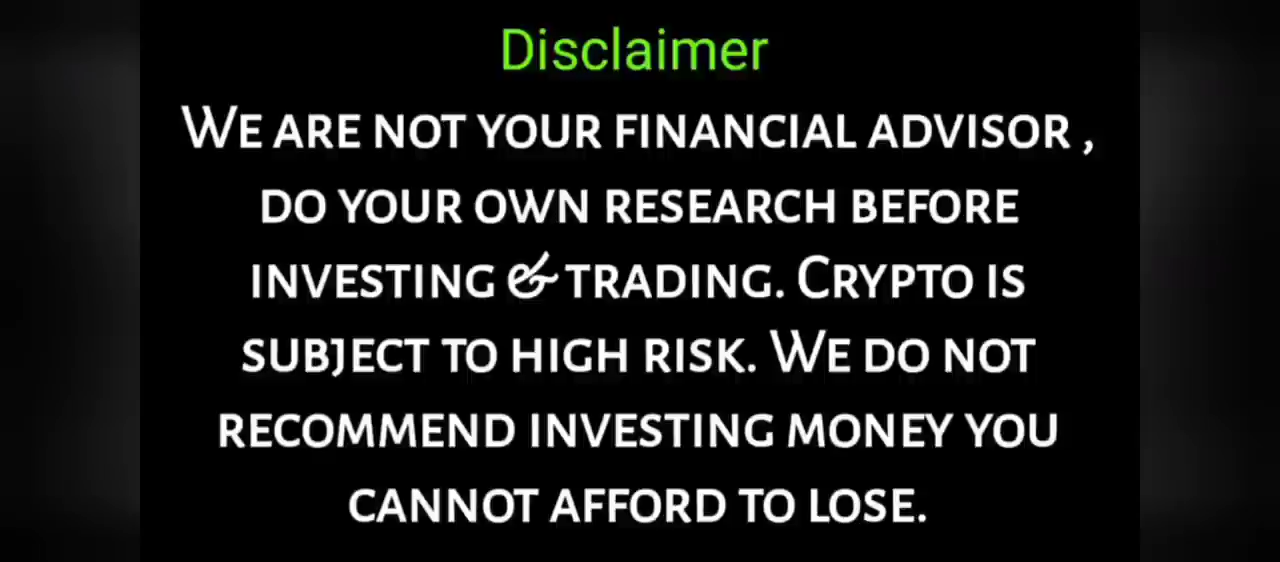 Disclaimer
We are not your financial advisor ,
do your own research before
investing & trading. Crypto is
subject to high risk. We do not
recommend investing money you
cannot afford to lose.